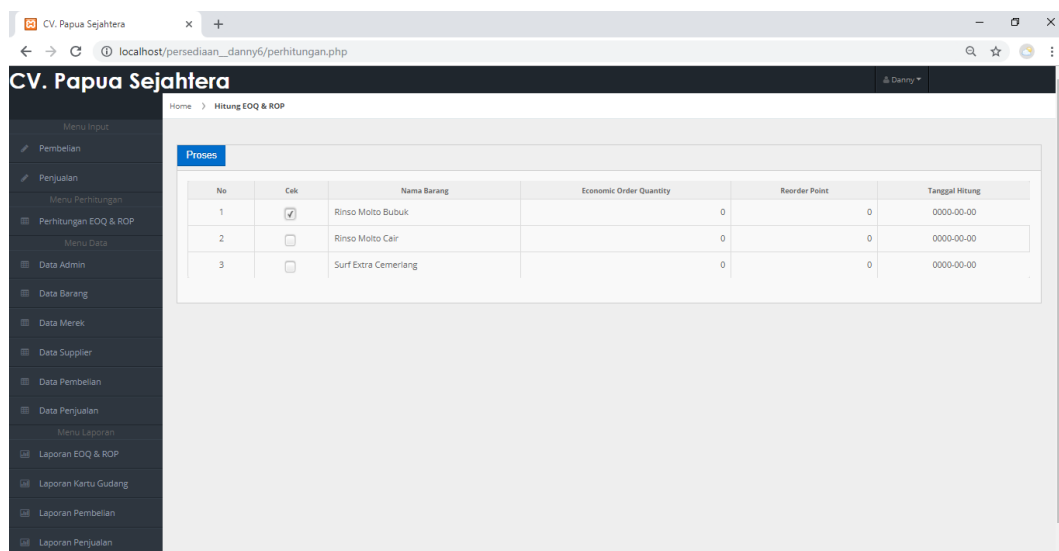 CV. Papua Sejahtera
localhost/persediaan__danny6/perhitungan.php
CV. Papua Sejahtera
Danny
Home > Hitung EOQ & ROP
Menu Input
Pembelian
Penjualan
Menu Perhitungan
Perhitungan EOQ & ROP
Menu Data
Data Admin
Data Barang
Data Merek
Data Supplier
Data Pembelian
Data Penjualan
Menu Laporan
Laporan EOQ & ROP
Laporan Kartu Gudang
Laporan Pembelian
Laporan Penjualan
Proses
No Cek Nama Barang Economic Order Quantity Reorder Point Tanggal Hitung
1 Rinso Molto Bubuk 0 0 0000-00-00
2 Rinso Molto Cair 0 0 0000-00-00
3 Surf Extra Cemerlang 0 0 0000-00-00